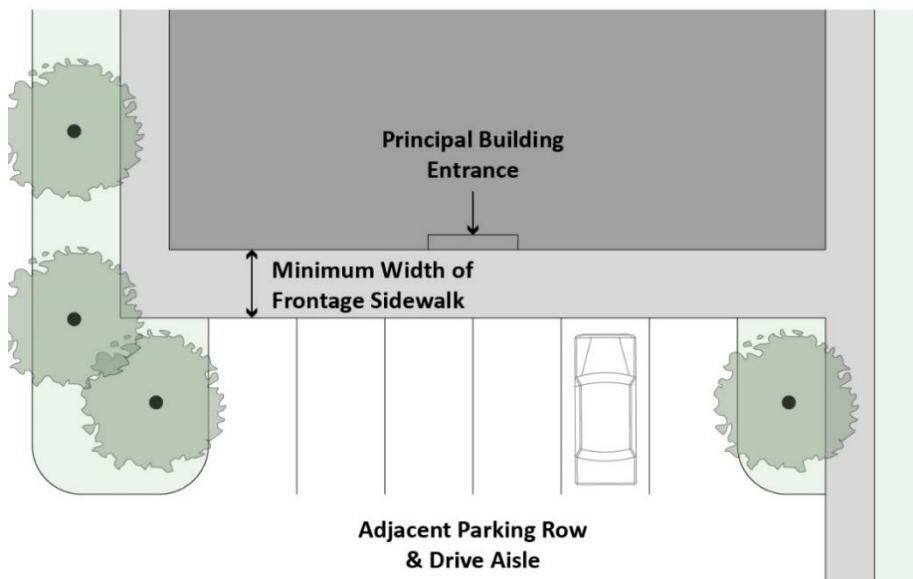 Principal Building
Entrance
Minimum Width of
Frontage Sidewalk
Adjacent Parking Row
& Drive Aisle